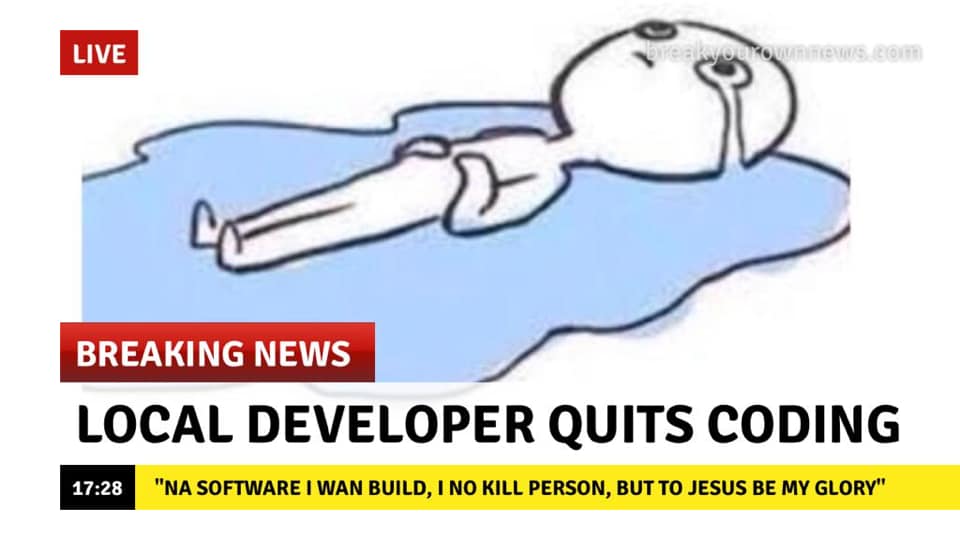 LIVE
breakyourownnews.com
BREAKING NEWS
LOCAL DEVELOPER QUITS CODING
17:28 "NA SOFTWARE I WAN BUILD, I NO KILL PERSON, BUT TO JESUS BE MY GLORY"